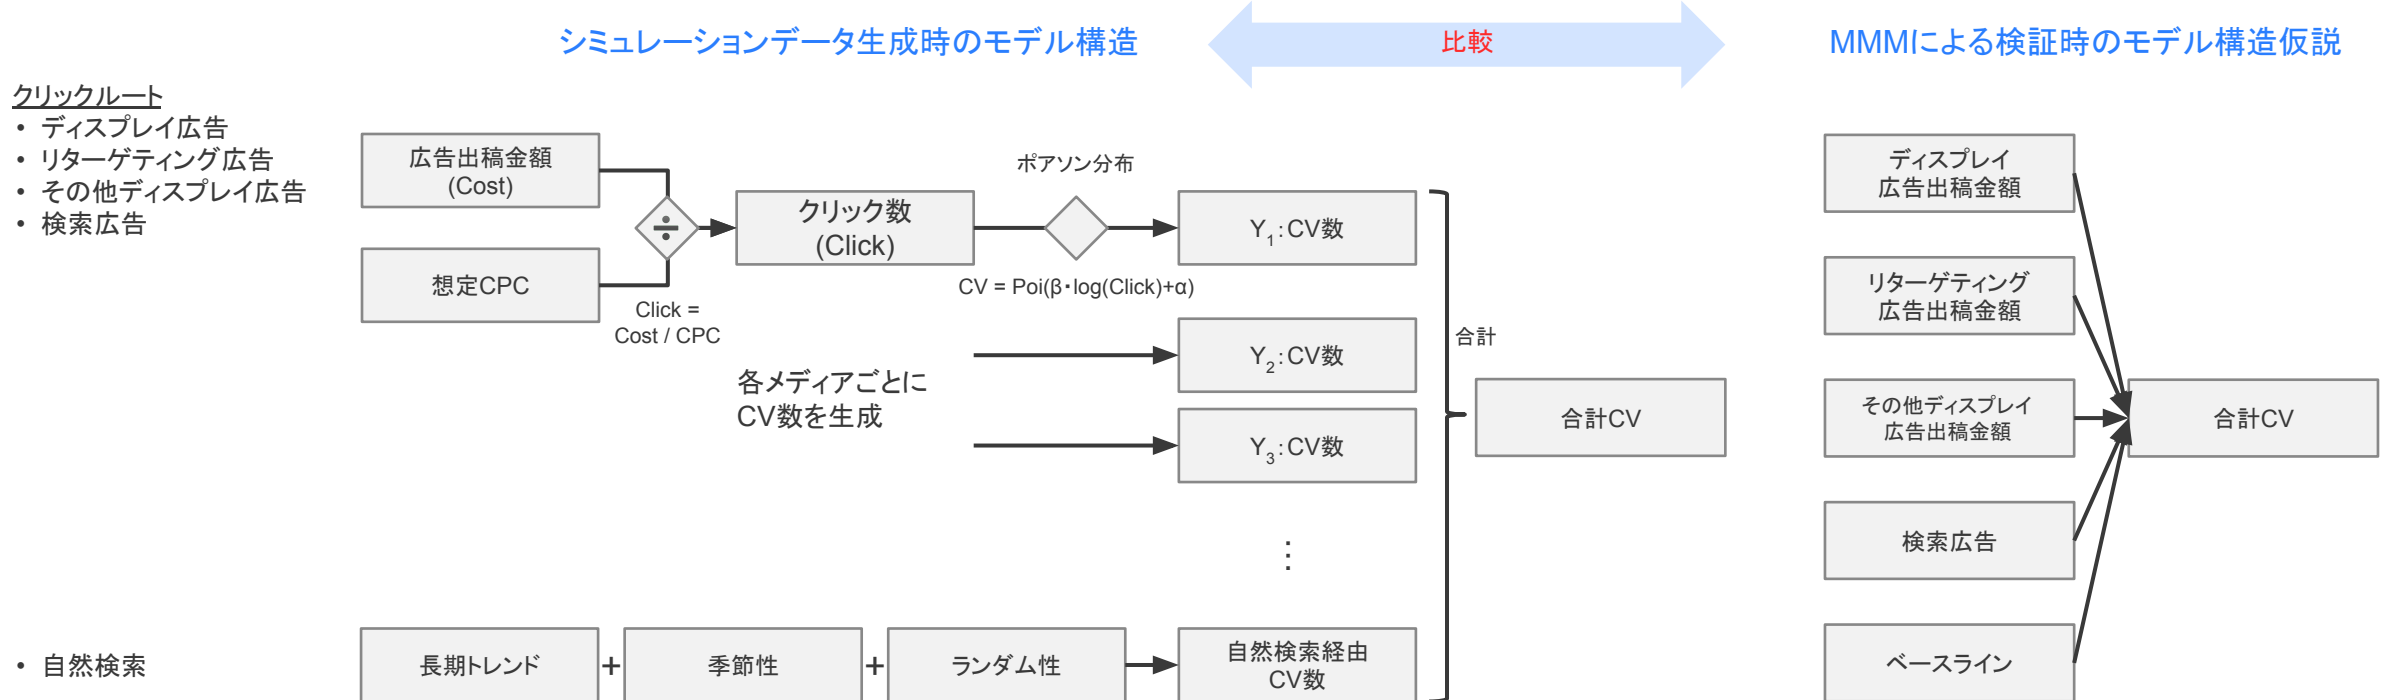 シミュレーションデータ生成時のモデル構造
比較
MMMによる検証時のモデル構造仮説
クリックルート
• ディスプレイ広告
• リターゲティング広告
• その他ディスプレイ広告
• 検索広告
広告出稿金額
(Cost)
÷
想定CPC
Click =
Cost / CPC
クリック数
(Click)
ポアソン分布
CV = Poi(β・log(Click)+α)
Y1:CV数
各メディアごとに
CV数を生成
Y2:CV数
Y3:CV数
⋮
合計
合計CV
• 自然検索
長期トレンド
+
季節性
+
ランダム性
自然検索経由
CV数
ディスプレイ
広告出稿金額
リターゲティング
広告出稿金額
その他ディスプレイ
広告出稿金額
検索広告
ベースライン
合計CV